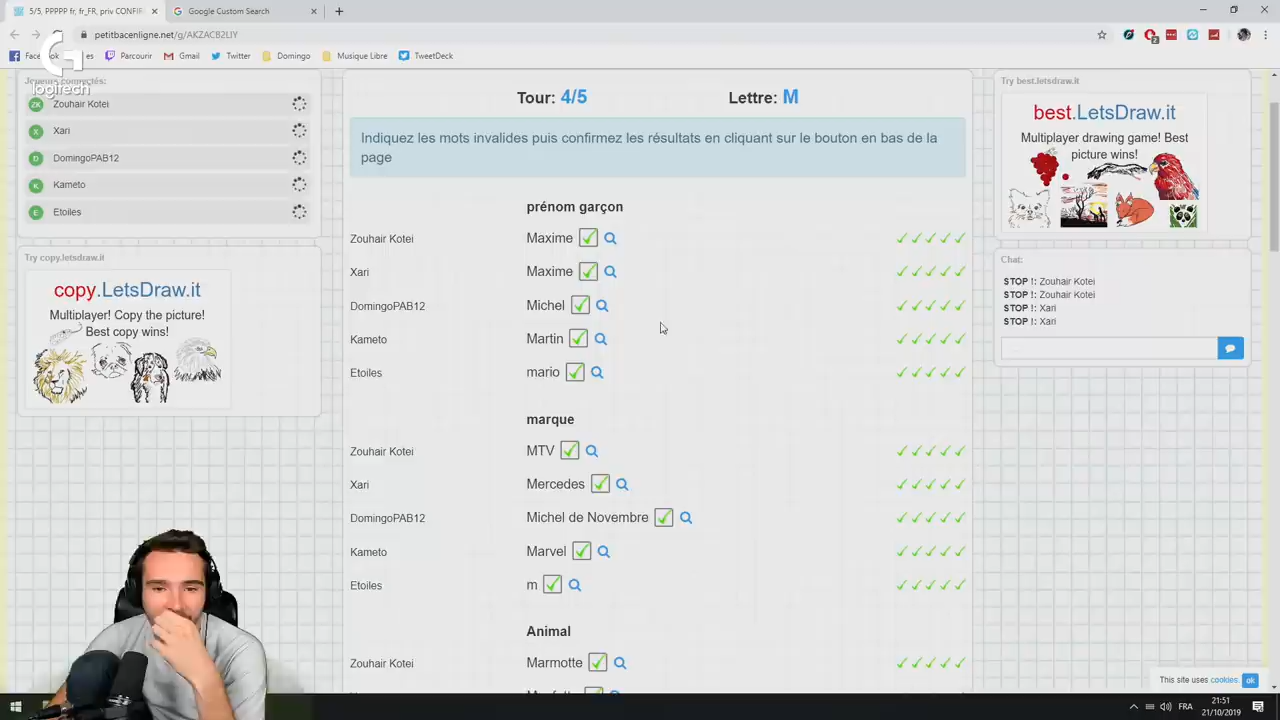 5/5, PPPPP fr, fr_FR, priv CONFIR
Google Custom Search
petitbacenligne.net/g/AKZAC82LIY
Parcourir
Gmail
Twitter
Domingo
Musique Libre
TweetDeck
logitech
Joueurs connectés:
ZK Zouhair Kotei
X Xari
D DomingoPAB12
K Kameto
E Etoiles
Try copy.letsdraw.it
copy.LetsDraw.it
Multiplayer! Copy the picture!
Best copy wins!
Tour: 4/5 Lettre: M
Indiquez les mots invalides puis confirmez les résultats en cliquant sur le bouton en bas de la
page
prénom garçon
Zouhair Kotei Maxime
Xari Maxime
DomingoPAB12 Michel
Kameto Martin
Etoiles mario
marque
Zouhair Kotei MTV
Xari Mercedes
DomingoPAB12 Michel de Novembre
Kameto Marvel
Etoiles m
Animal
Zouhair Kotei Marmotte
Try best.letsdraw.it
best.LetsDraw.it
Multiplayer drawing game! Best
picture wins!
Chat:
STOP !: Zouhair Kotei
STOP !: Zouhair Kotei
STOP !: Xari
STOP !: Xari
This site uses cookies. ok
FRA
21:51
21/10/2019